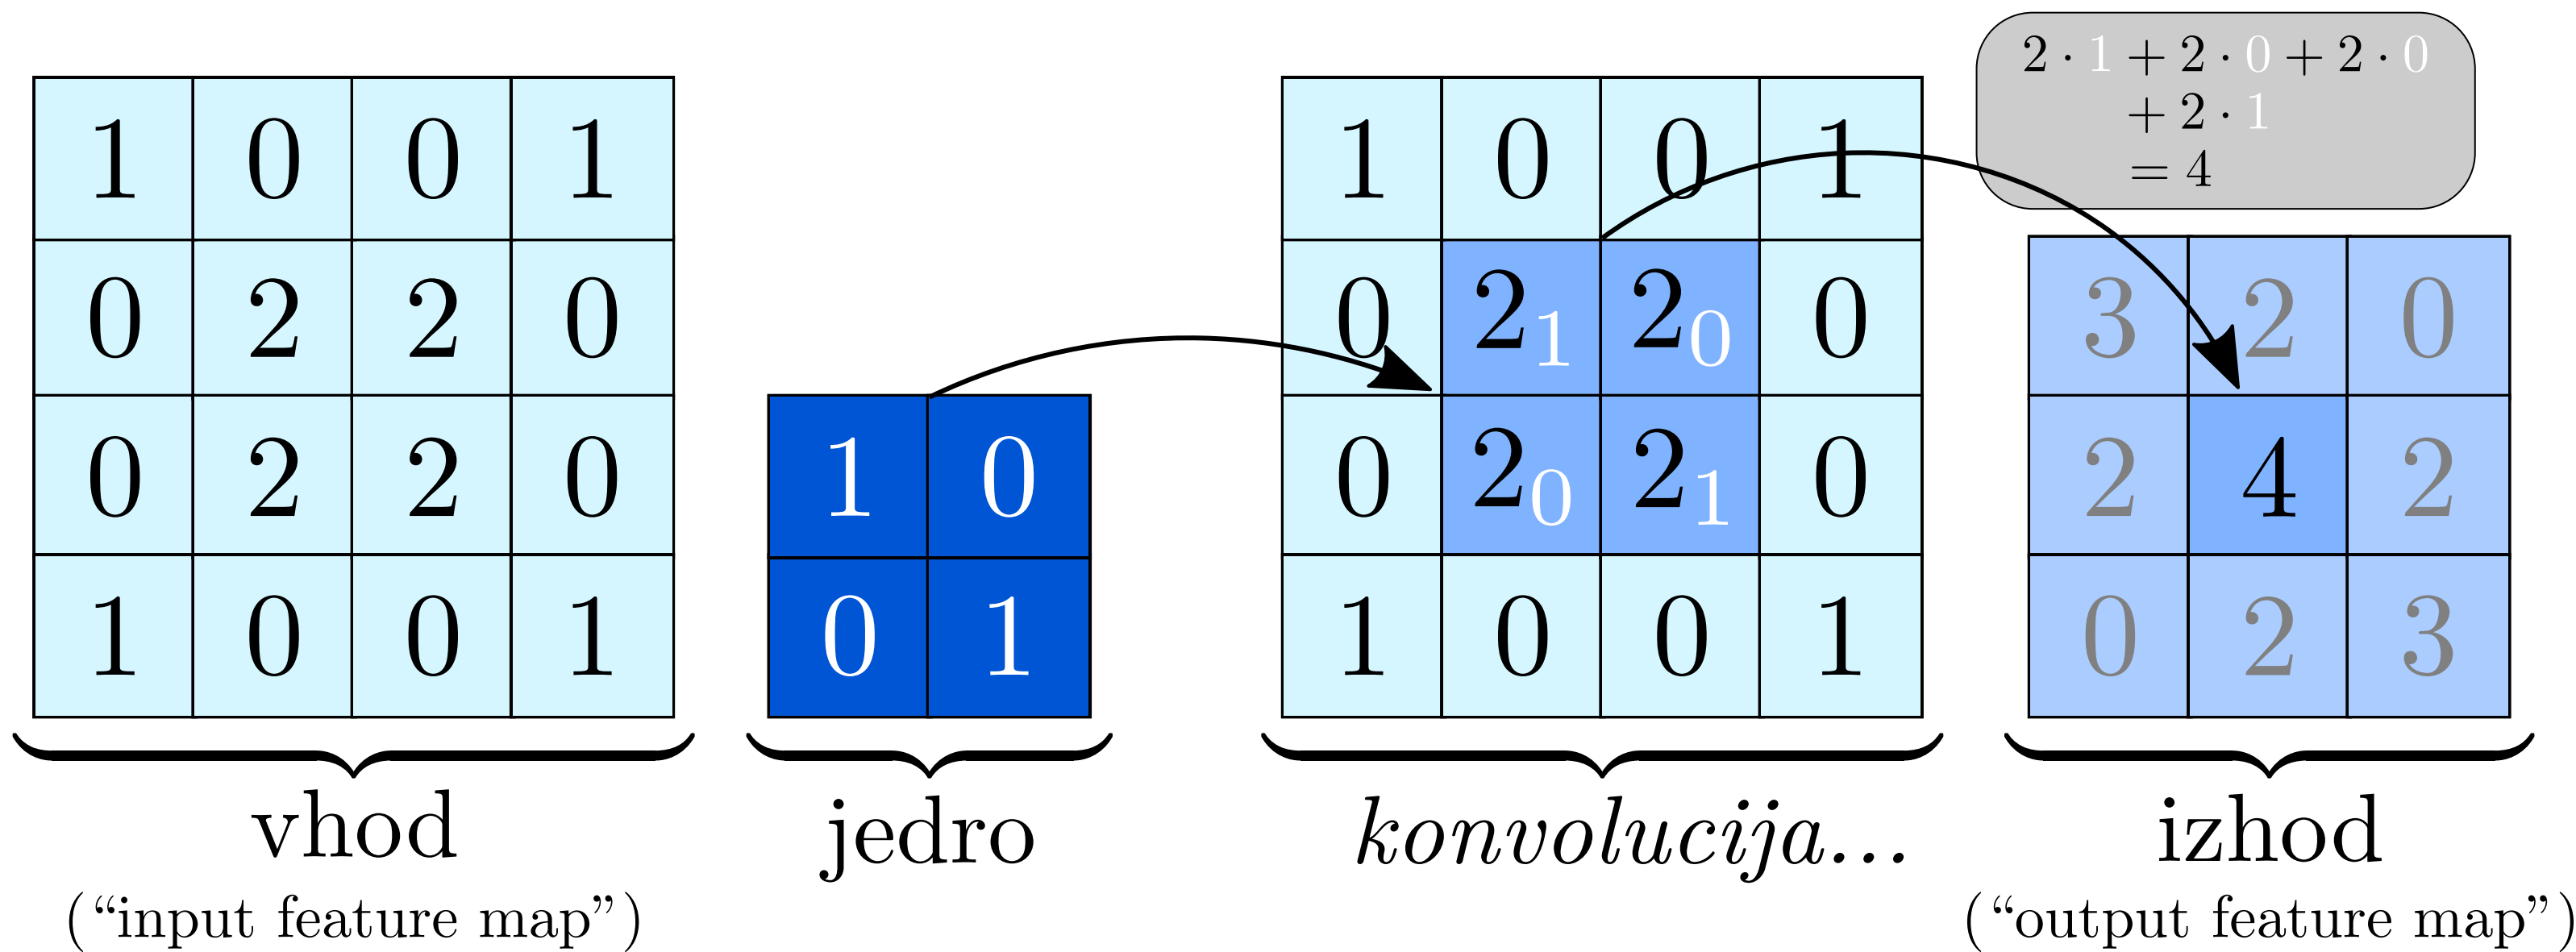 2 · 1 + 2 · 0 + 2 · 0
+ 2 · 1
= 4
1 0 0 1
0 2 2 0
0 2 2 0
1 0 0 1
1 0
0 1
1 0 0 1
0 2₁ 2₀ 0
0 2₀ 2₁ 0
1 0 0 1
3 2 0
2 4 2
0 2 3
vhod
(“input feature map”)
jedro
konvolucija...
izhod
(“output feature map”)